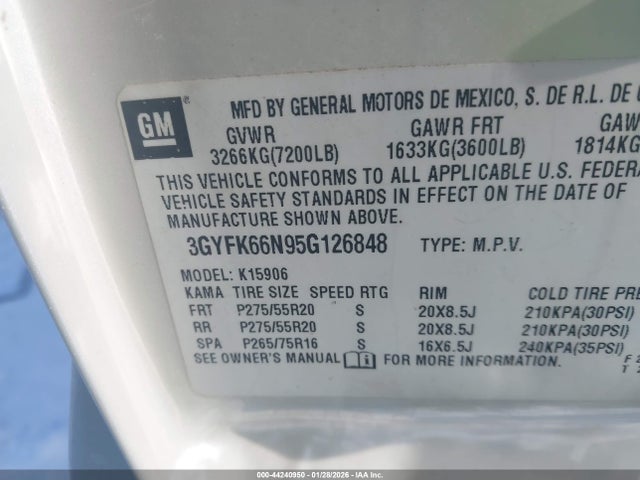 GM
MFD BY GENERAL MOTORS DE MEXICO, S. DE R.L. DE
GVWR GAWR FRT
3266KG(7200LB) 1633KG(3600LB) 1814KG
THIS VEHICLE CONFORMS TO ALL APPLICABLE U.S.
VEHICLE SAFETY STANDARDS IN EFFECT ON THE DATE OF
MANUFACTURE SHOWN ABOVE.
3GYFK66N95G126848 TYPE: M.P.V.
MODEL: K15906
KAMA TIRE SIZE SPEED RTG RIM COLD TIRE
FRT P275/55R20 S 20X8.5J 210KPA(30PSI)
RR P275/55R20 S 20X8.5J 210KPA(30PSI)
SPA P265/75R16 S 16X6.5J 240KPA(35PSI)
SEE OWNER'S MANUAL FOR MORE INFORMATION.
000-44240950 - 01/28/2026 - IAAI Inc.